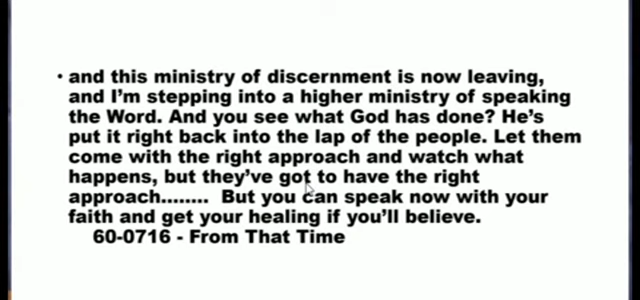 • and this ministry of discernment is now leaving,
and I'm stepping into a higher ministry of speaking
the Word. And you see what God has done? He's
put it right back into the lap of the people. Let them
come with the right approach and watch what
happens, but they've got to have the right
approach........ But you can speak now with your
faith and get your healing if you'll believe.
60-0716 - From That Time